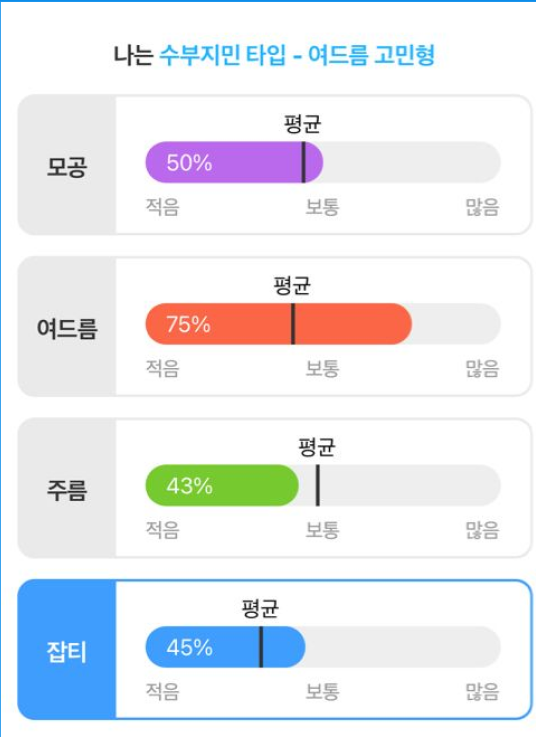 나는 수부지민 타입 - 여드름 고민형
평균
모공
50%
적음 보통 많음
평균
여드름
75%
적음 보통 많음
평균
주름
43%
적음 보통 많음
평균
잡티
45%
적음 보통 많음